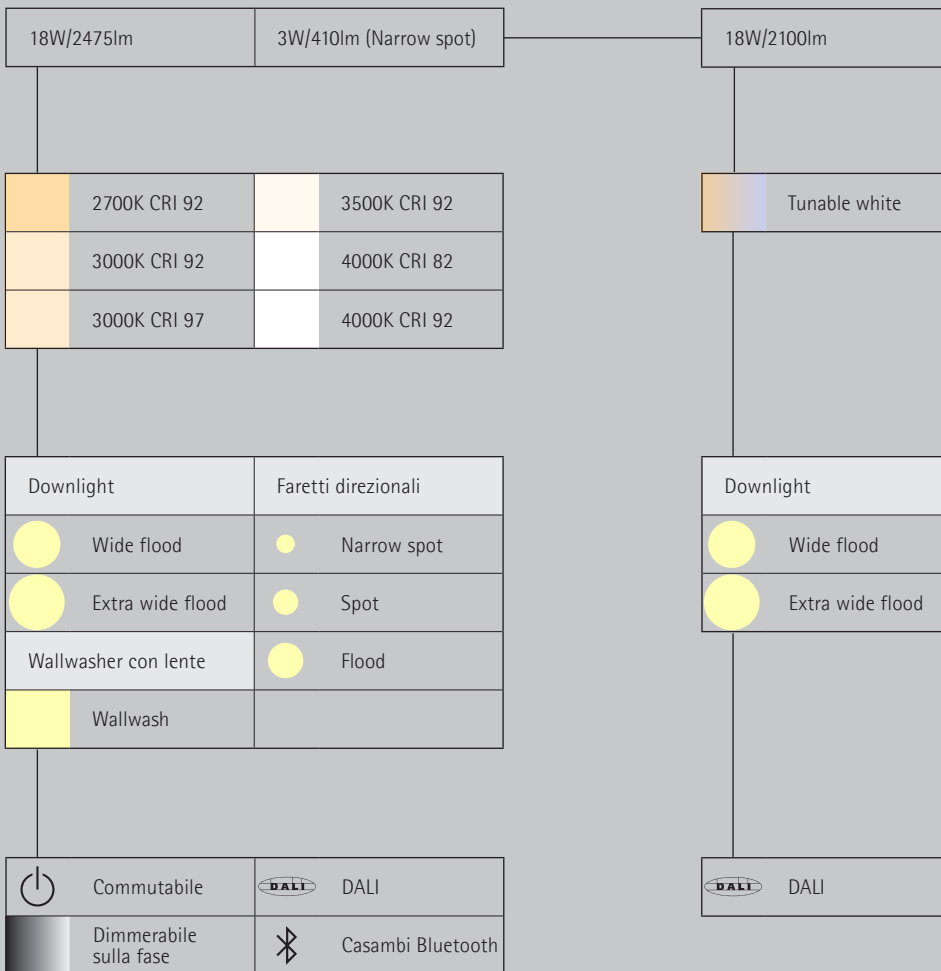 18W/2475lm 3W/410lm (Narrow spot) 18W/2100lm
2700K CRI 92 3500K CRI 92 Tunable white
3000K CRI 92 4000K CRI 82
3000K CRI 97 4000K CRI 92
Downlight Faretti direzionali Downlight
Wide flood Narrow spot Wide flood
Extra wide flood Spot Extra wide flood
Wallwasher con lente Flood
Wallwash
Commutabile DALI DALI DALI DALI
Dimmerabile
sulla fase Casambi Bluetooth